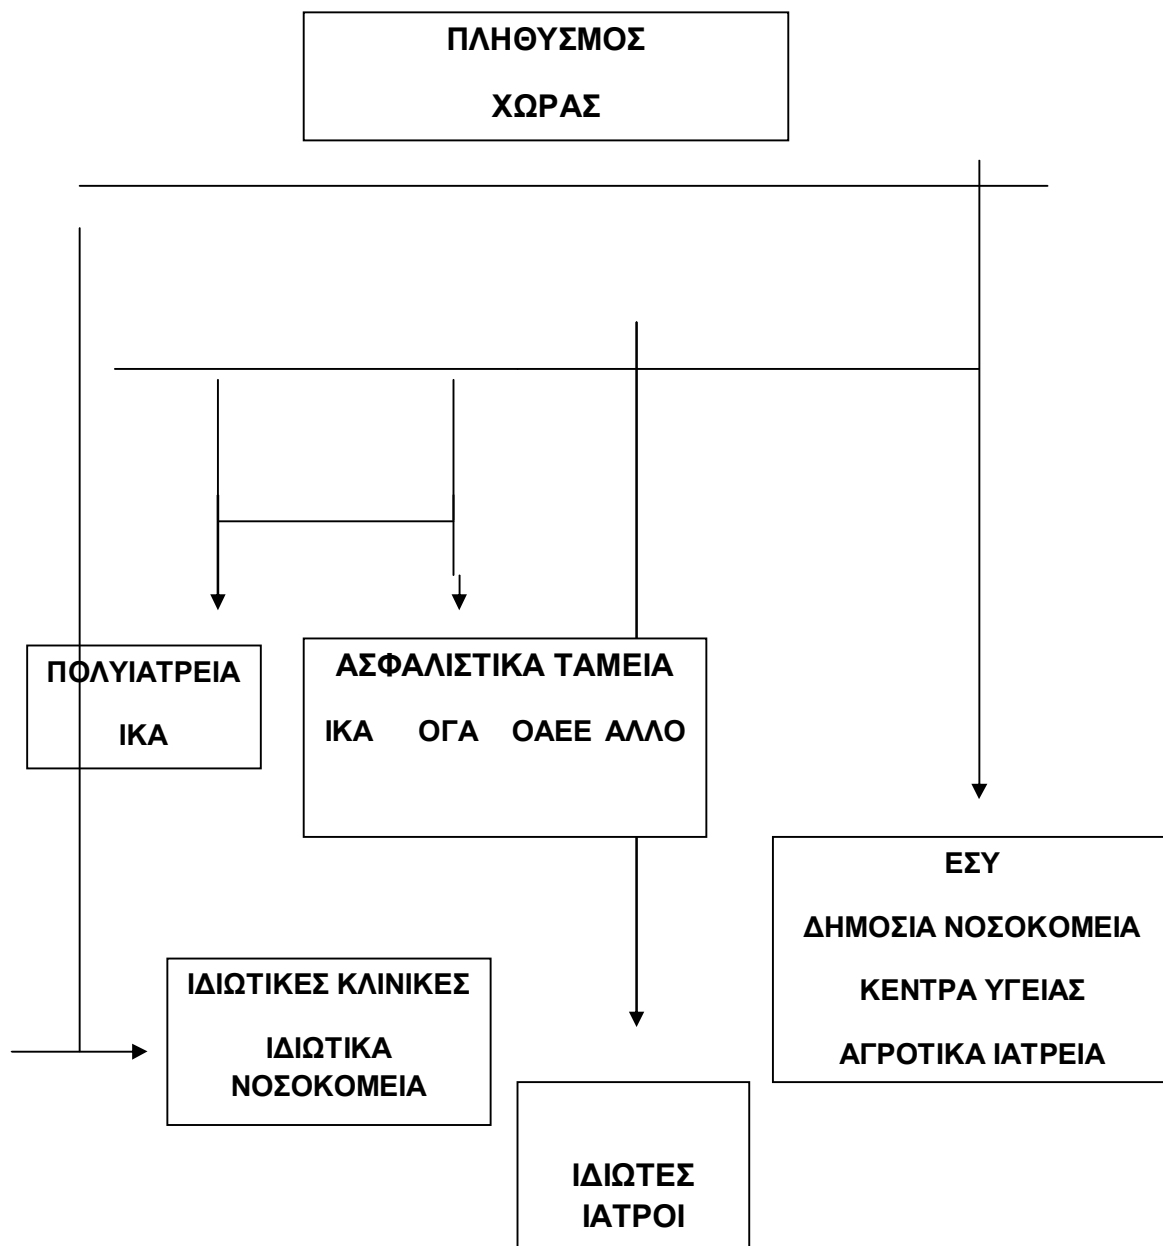 ΠΛΗΘΥΣΜΟΣ
ΧΩΡΑΣ
ΠΟΛΥΙΑΤΡΕΙΑ
ΙΚΑ
ΑΣΦΑΛΙΣΤΙΚΑ ΤΑΜΕΙΑ
ΙΚΑ ΟΓΑ ΟΑΕΕ ΑΛΛΟ
ΕΣΥ
ΔΗΜΟΣΙΑ ΝΟΣΟΚΟΜΕΙΑ
ΚΕΝΤΡΑ ΥΓΕΙΑΣ
ΑΓΡΟΤΙΚΑ ΙΑΤΡΕΙΑ
ΙΔΙΩΤΙΚΕΣ ΚΛΙΝΙΚΕΣ
ΙΔΙΩΤΙΚΑ
ΝΟΣΟΚΟΜΕΙΑ
ΙΔΙΩΤΕΣ
ΙΑΤΡΟΙ